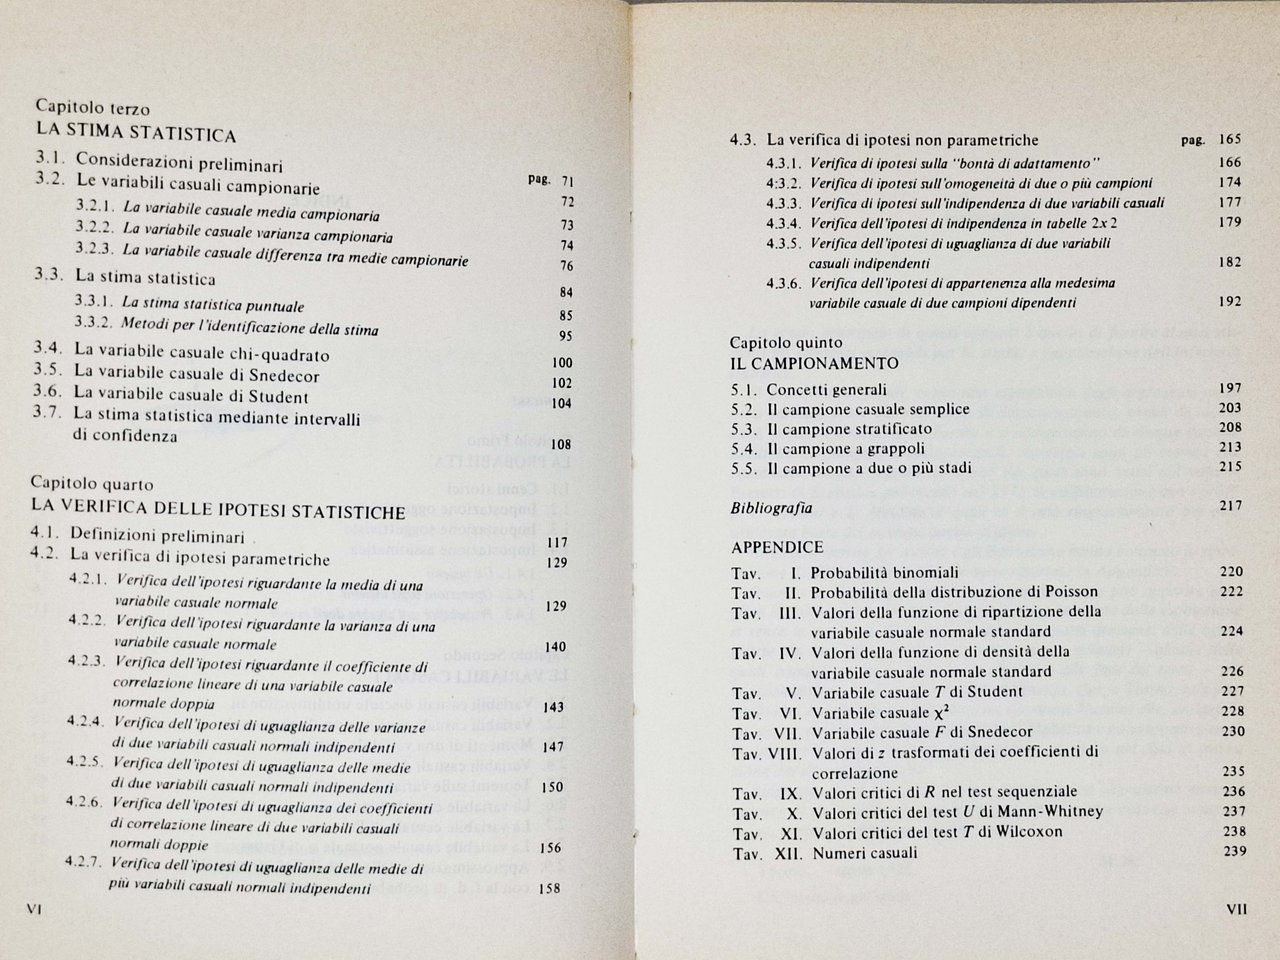 Capitolo terzo
LA STIMA STATISTICA
3.1. Considerazioni preliminari pag. 71
3.2. Le variabili casuali campionarie 72
3.2.1. La variabile casuale media campionaria 73
3.2.2. La variabile casuale varianza campionaria 74
3.2.3. La variabile casuale differenza tra medie campionarie 76
3.3. La stima statistica 84
3.3.1. La stima statistica puntuale 85
3.3.2. Metodi per l'identificazione della stima 95
3.4. La variabile casuale chi-quadrato 100
3.5. La variabile casuale di Snedecor 102
3.6. La variabile casuale di Student 104
3.7. La stima statistica mediante intervalli
di confidenza 108
Capitolo quarto
LA VERIFICA DELLE IPOTESI STATISTICHE
4.1. Definizioni preliminari 117
4.2. La verifica di ipotesi parametriche 129
4.2.1. Verifica dell'ipotesi riguardante la media di una
variabile casuale normale 129
4.2.2. Verifica dell'ipotesi riguardante la varianza di una
variabile casuale normale 140
4.2.3. Verifica dell'ipotesi riguardante il coefficiente di
correlazione lineare di una variabile casuale
normale doppia 143
4.2.4. Verifica dell'ipotesi di uguaglianza delle varianze
di due variabili casuali normali indipendenti 147
4.2.5. Verifica dell'ipotesi di uguaglianza delle medie
di due variabili casuali normali indipendenti 150
4.2.6. Verifica dell'ipotesi di uguaglianza dei coefficienti
di correlazione lineare di due variabili casuali
normali doppie 156
4.2.7. Verifica dell'ipotesi di uguaglianza delle medie di
più variabili casuali normali indipendenti 158
VI
4.3. La verifica di ipotesi non parametriche pag. 165
4.3.1. Verifica di ipotesi sulla "bontà di adattamento" 166
4:3.2. Verifica di ipotesi sull'omogeneità di due o più campioni 174
4.3.3. Verifica di ipotesi sull'indipendenza di due variabili casuali 177
4.3.4. Verifica dell'ipotesi di indipendenza in tabelle 2x2 179
4.3.5. Verifica dell'ipotesi di uguaglianza di due variabili
casuali indipendenti 182
4.3.6. Verifica dell'ipotesi di appartenenza alla medesima
variabile casuale di due campioni dipendenti 192
Capitolo quinto
IL CAMPIONAMENTO
5.1. Concetti generali 197
5.2. Il campione casuale semplice 203
5.3. Il campione stratificato 208
5.4. Il campione a grappoli 213
5.5. Il campione a due o più stadi 215
Bibliografia 217
APPENDICE
Tav. I. Probabilità binomiali 220
Tav. II. Probabilità della distribuzione di Poisson 222
Tav. III. Valori della funzione di ripartizione della
variabile casuale normale standard 224
Tav. IV. Valori della funzione di densità della
variabile casuale normale standard 226
Tav. V. Variabile casuale T di Student 227
Tav. VI. Variabile casuale χ² 228
Tav. VII. Variabile casuale F di Snedecor 230
Tav. VIII. Valori di z trasformati dei coefficienti di
correlazione 235
Tav. IX. Valori critici di R nel test sequenziale 236
Tav. X. Valori critici del test U di Mann-Whitney 237
Tav. XI. Valori critici del test T di Wilcoxon 238
Tav. XII. Numeri casuali 239
VII